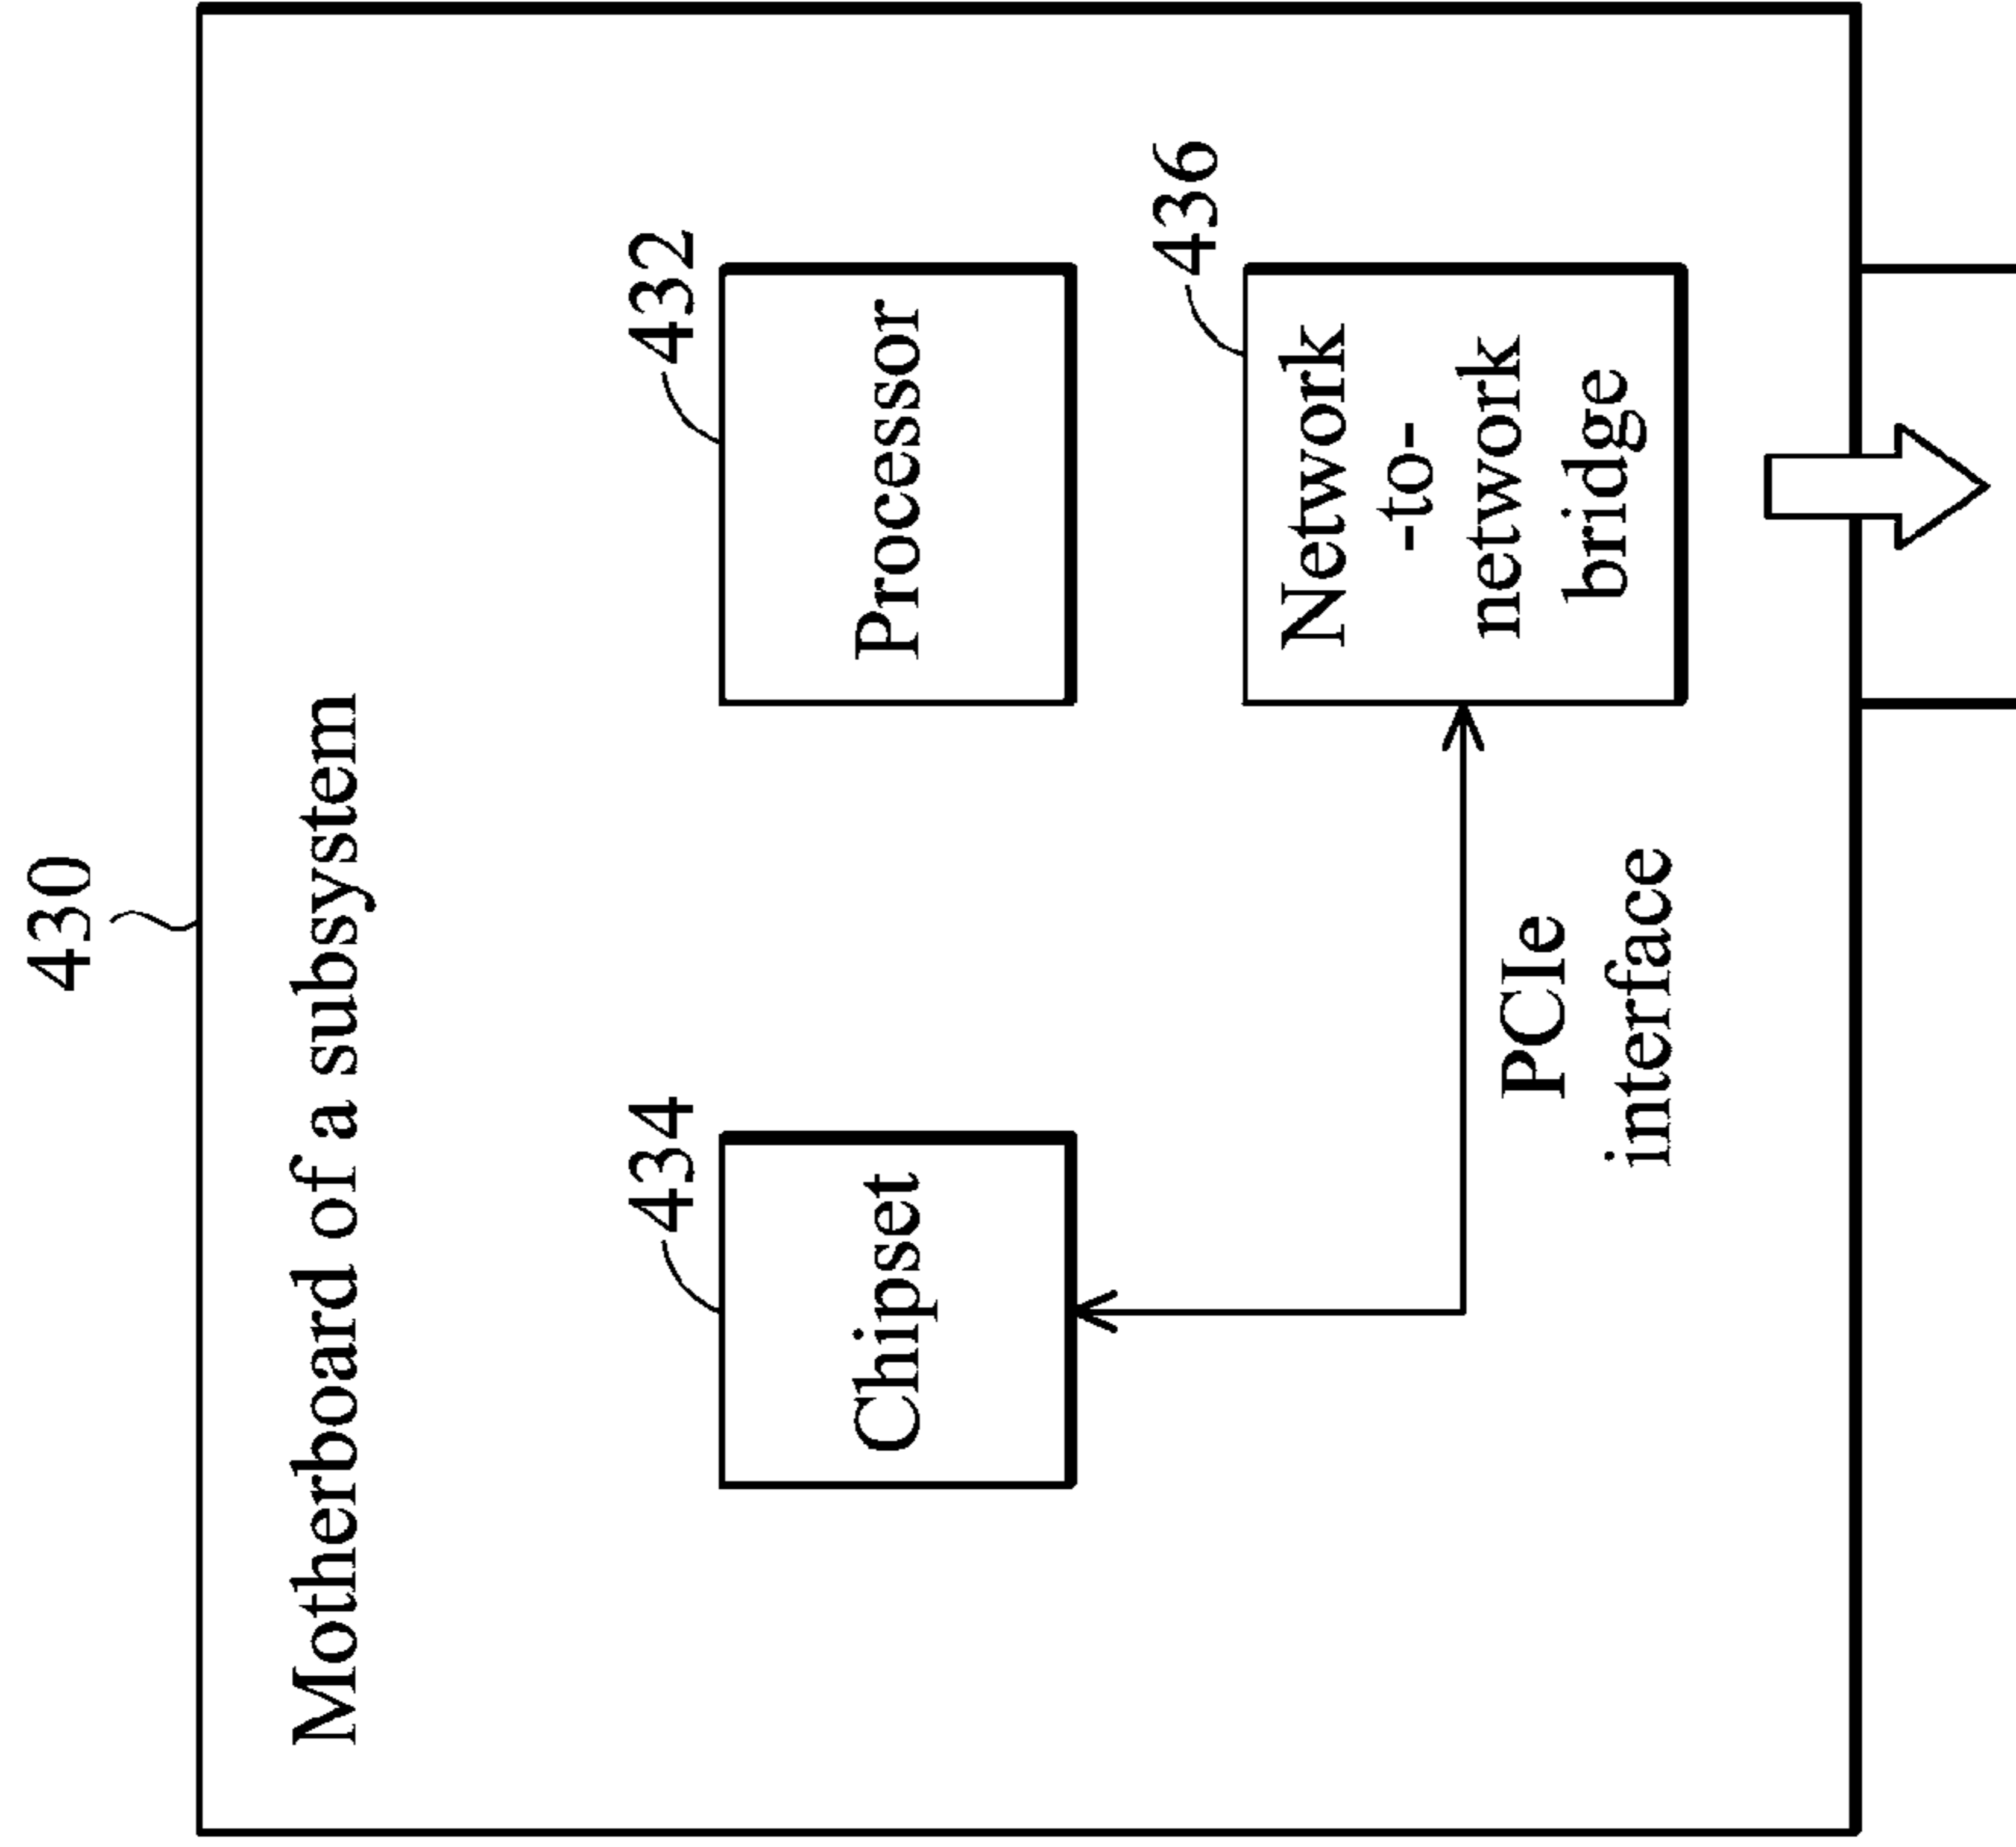 430
Motherboard of a subsystem
434
Chipset
432
Processor
PCIe
interface
436
Network
-to-
network
bridge